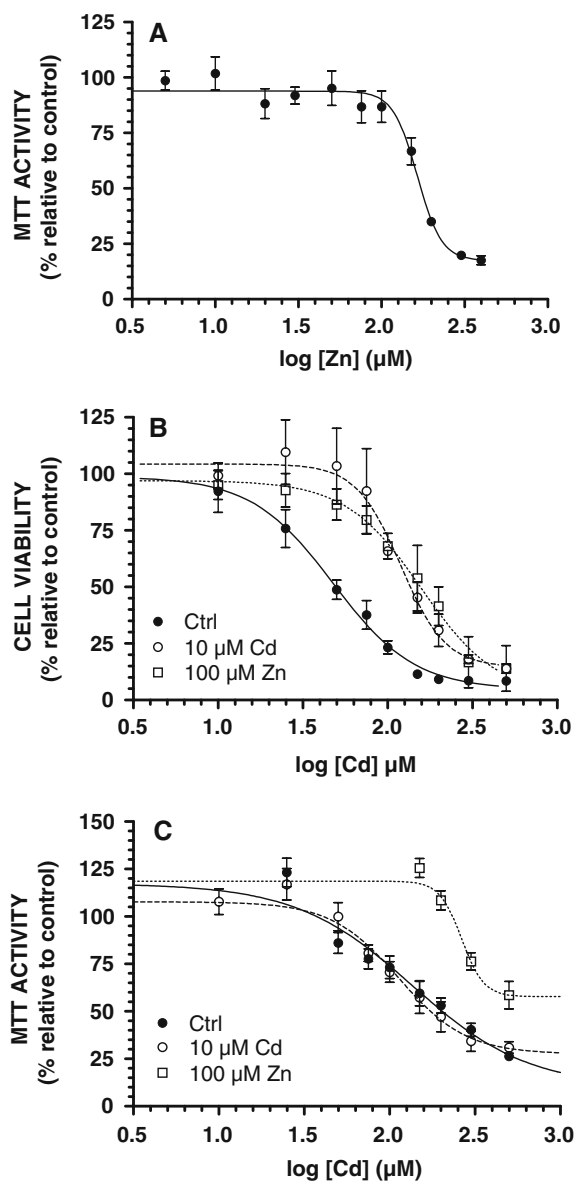 A
MTT ACTIVITY
(% relative to control)
125
100
75
50
25
0
0.5 1.0 1.5 2.0 2.5 3.0
log [Zn] (µM)
B
CELL VIABILITY
(% relative to control)
125
100
75
50
25
0
Ctrl
10 µM Cd
100 µM Zn
0.5 1.0 1.5 2.0 2.5 3.0
log [Cd] µM
C
MTT ACTIVITY
(% relative to control)
150
125
100
75
50
25
0
Ctrl
10 µM Cd
100 µM Zn
0.5 1.0 1.5 2.0 2.5 3.0
log [Cd] (µM)